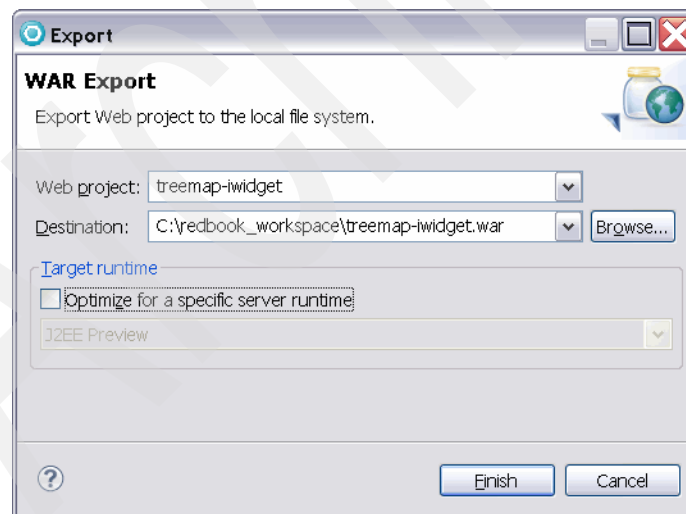 Export
WAR Export
Export Web project to the local file system.
Web project: treemap-iwidget
Destination: C:\redbook_workspace\treemap-iwidget.war Browse...
Target runtime
Optimize for a specific server runtime
J2EE Preview
? Finish Cancel